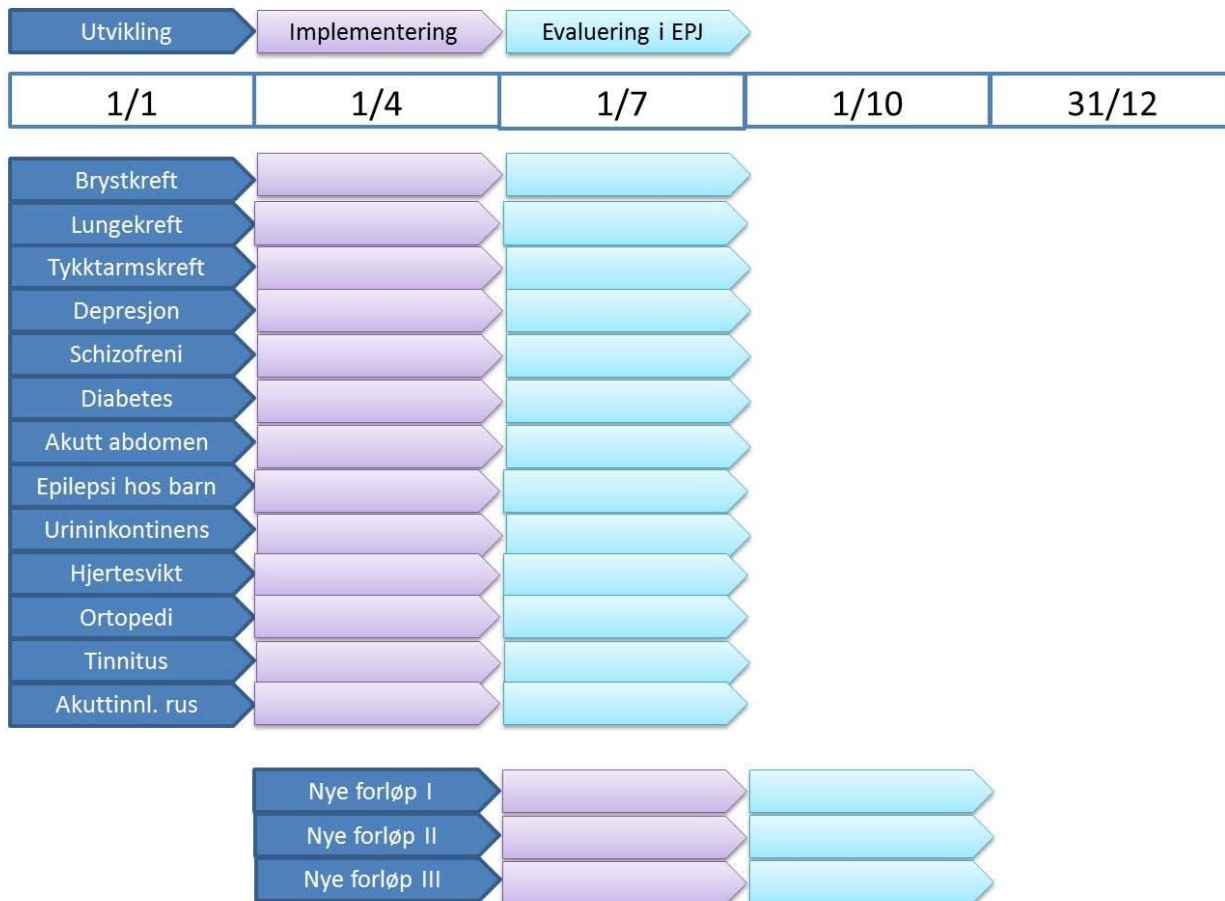 Utvikling Implementering Evaluering i EPJ
1/1 1/4 1/7 1/10 31/12
Brystkreft
Lungekreft
Tykktarmskreft
Depresjon
Schizofreni
Diabetes
Akutt abdomen
Epilepsi hos barn
Urininkontinens
Hjertesvikt
Ortopedi
Tinnitus
Akuttinnl. rus
Nye forløp I
Nye forløp II
Nye forløp III